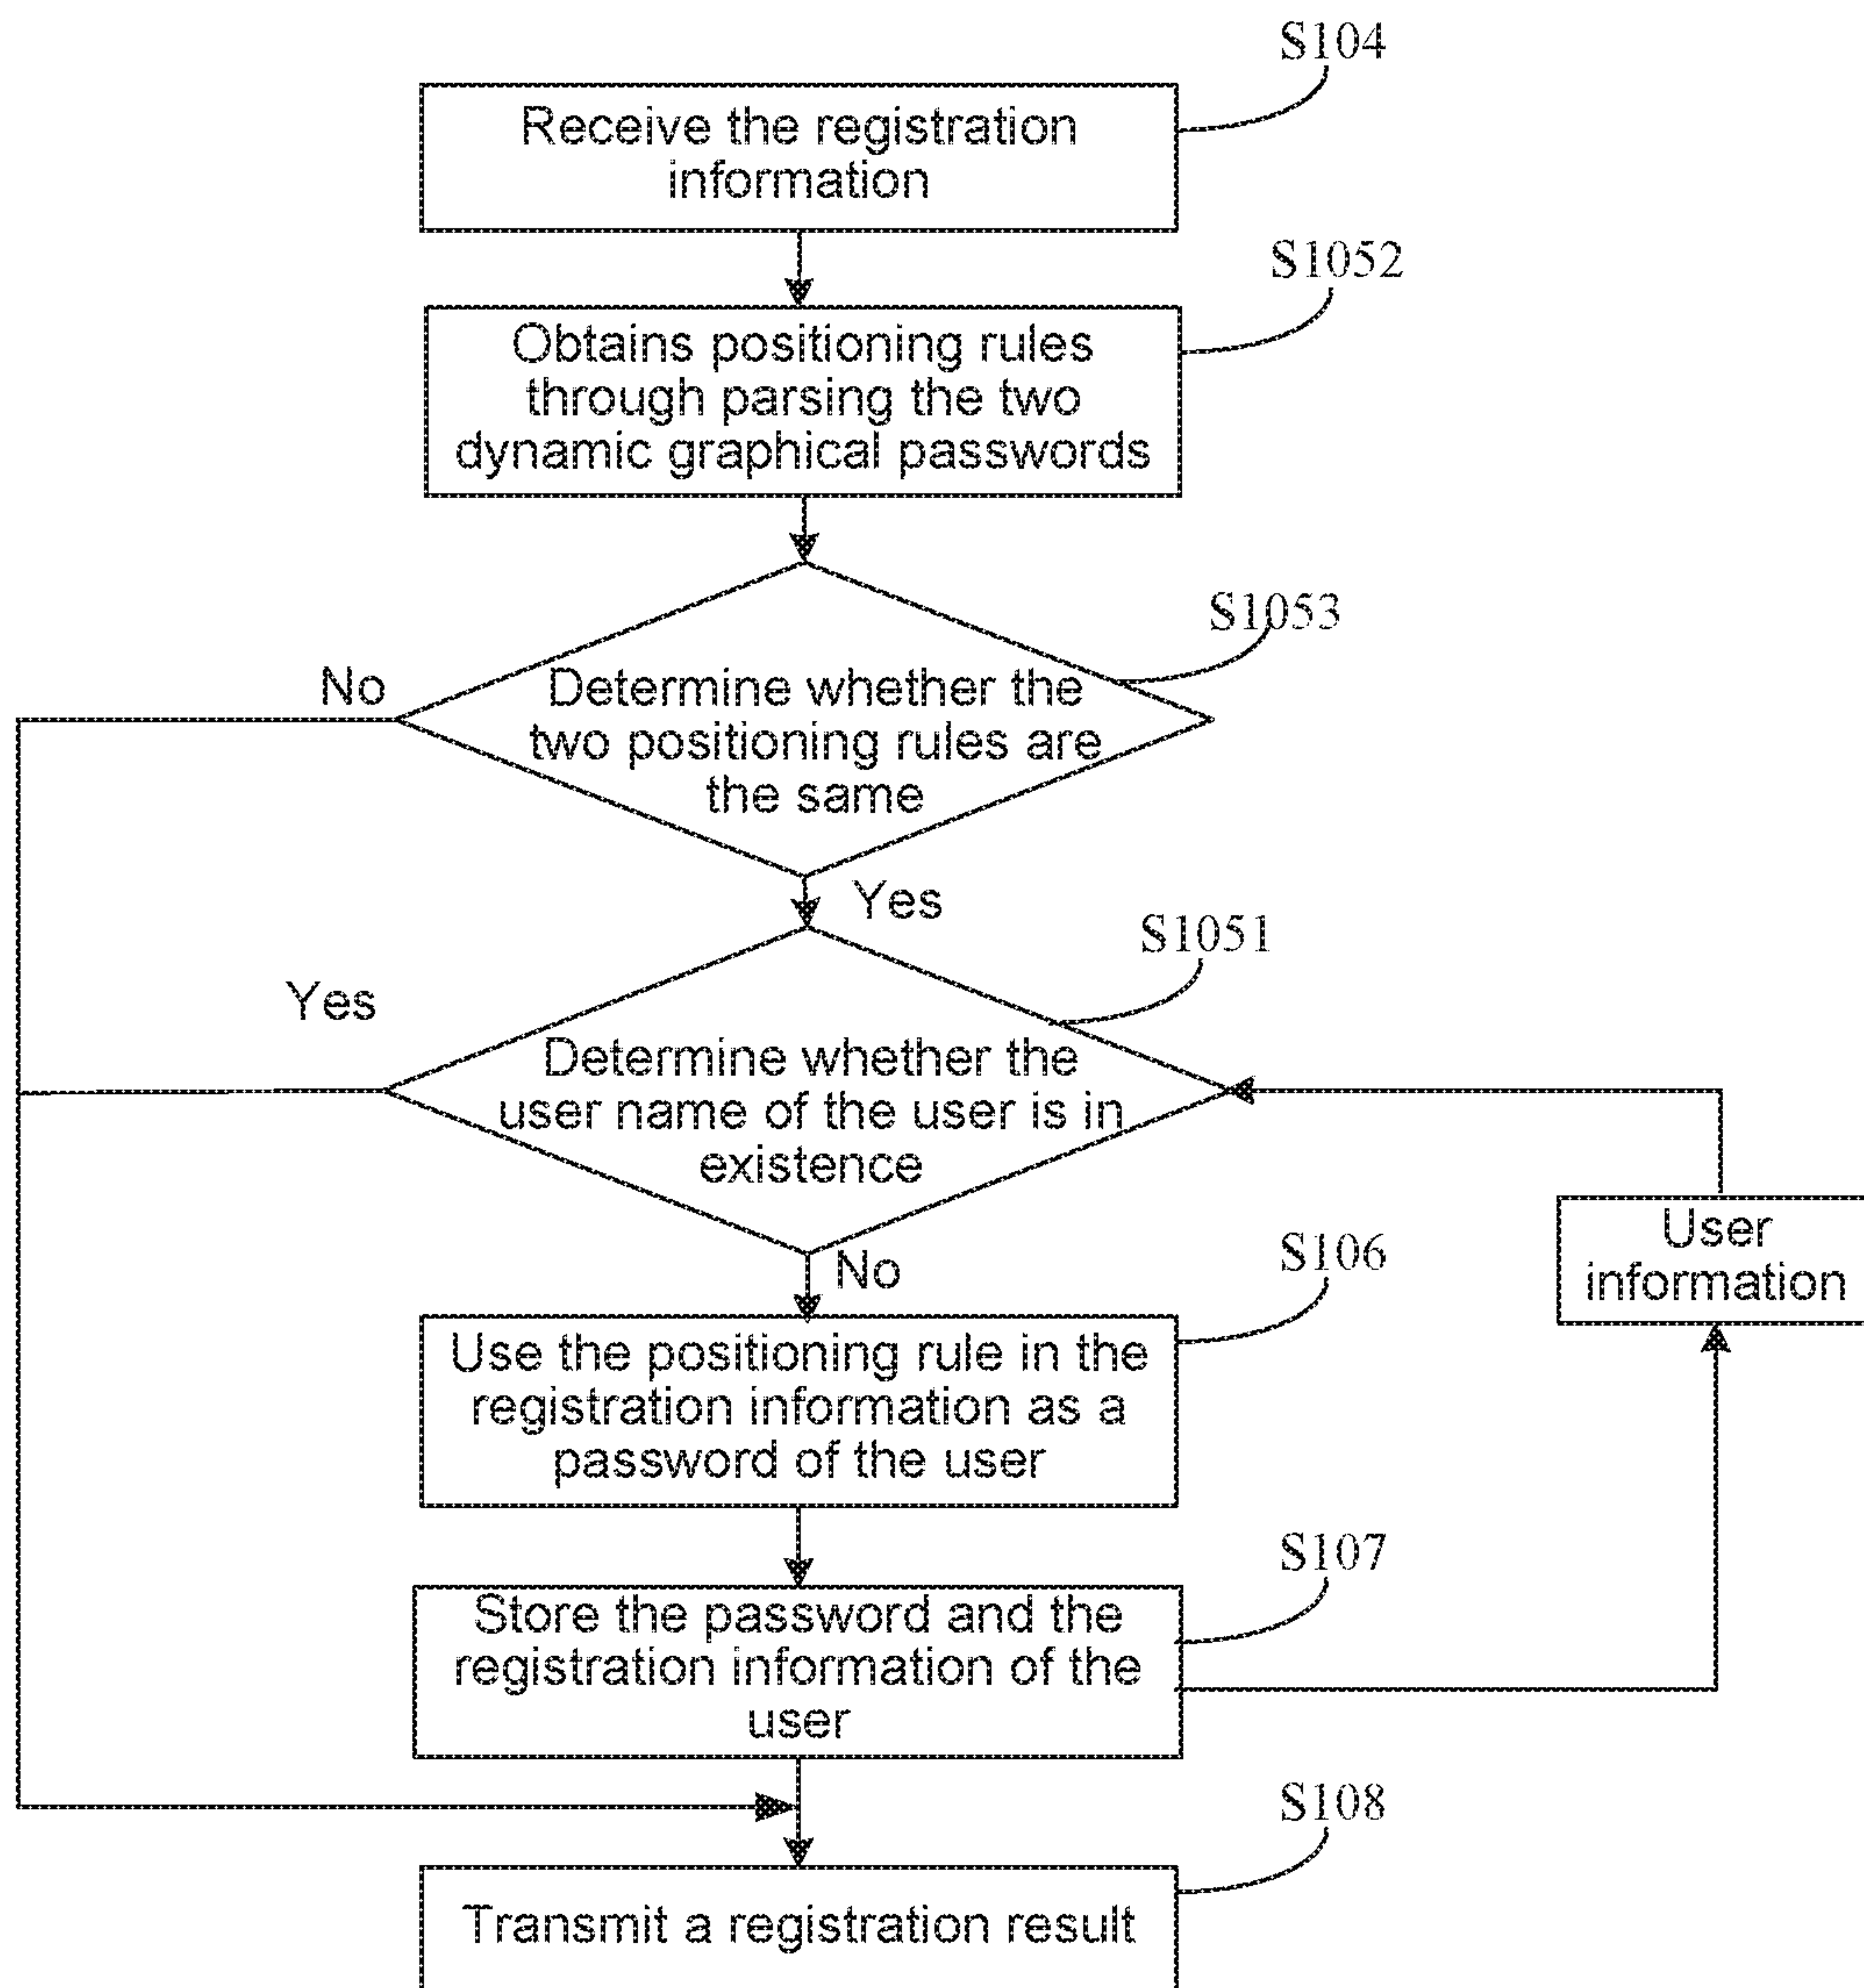 S104
Receive the registration
information
S1052
Obtains positioning rules
through parsing the two
dynamic graphical passwords
S1053
No
Determine whether the
two positioning rules are
the same
Yes
S1051
Yes
Determine whether the
user name of the user is in
existence
User
information
No
S106
Use the positioning rule in the
registration information as a
password of the user
S107
Store the password and the
registration information of the
user
S108
Transmit a registration result